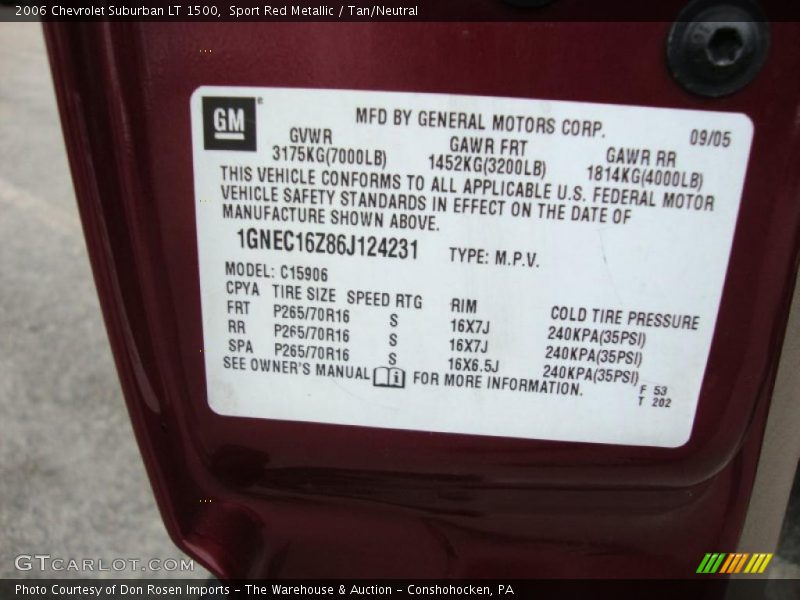 2006 Chevrolet Suburban LT 1500, Sport Red Metallic / Tan/Neutral
GM®
MFD BY GENERAL MOTORS CORP. 09/05
GVWR GAWR FRT GAWR RR
3175KG(7000LB) 1452KG(3200LB) 1814KG(4000LB)
THIS VEHICLE CONFORMS TO ALL APPLICABLE U.S. FEDERAL MOTOR
VEHICLE SAFETY STANDARDS IN EFFECT ON THE DATE OF
MANUFACTURE SHOWN ABOVE.
1GNEC16Z86J124231 TYPE: M.P.V.
MODEL: C15906
CPYA TIRE SIZE SPEED RTG RIM COLD TIRE PRESSURE
FRT P265/70R16 S 16X7J 240KPA(35PSI)
RR P265/70R16 S 16X7J 240KPA(35PSI)
SPA P265/70R16 S 16X6.5J 240KPA(35PSI)
SEE OWNER'S MANUAL FOR MORE INFORMATION.
F 53
T 202
GTCARLOT.COM
Photo Courtesy of Don Rosen Imports - The Warehouse & Auction - Conshohocken, PA